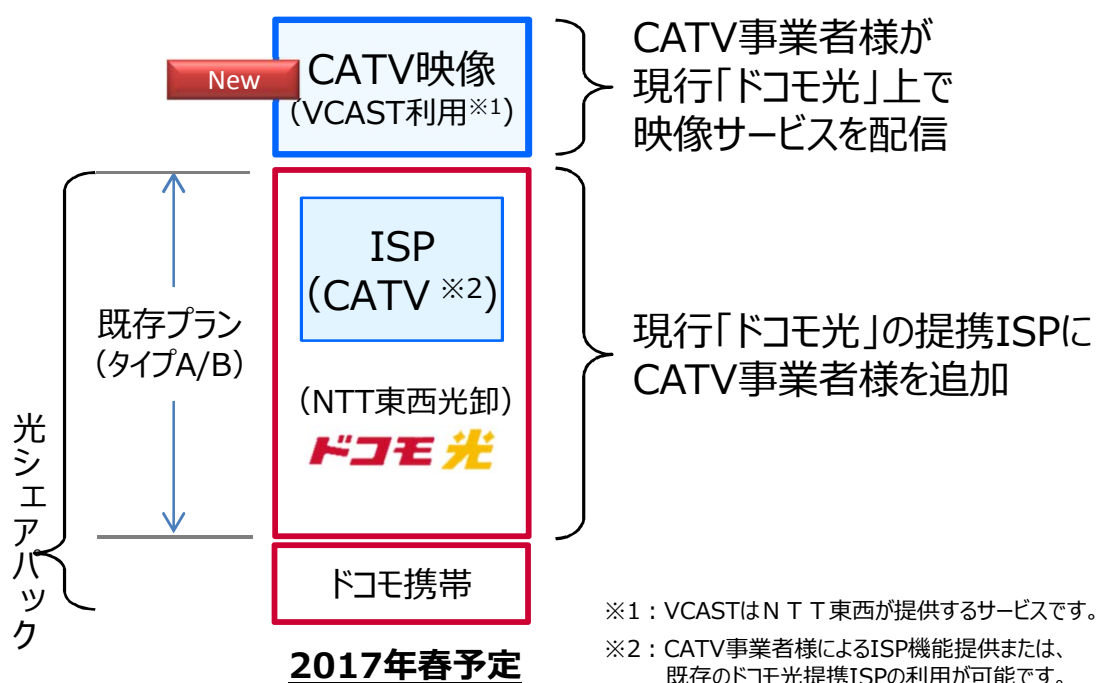 New
CATV映像
（VCAST利用※1）
CATV事業者様が
現行「ドコモ光」上で
映像サービスを配信
ISP
（CATV ※2）
既存プラン
（タイプA/B）
（NTT東西光卸）
ドコモ光
現行「ドコモ光」の提携ISPに
CATV事業者様を追加
光シェアパック
ドコモ携帯
2017年春予定
※1：VCASTはＮＴＴ東西が提供するサービスです。
※2：CATV事業者様によるISP機能提供または、
既存のドコモ光提携ISPの利用が可能です。